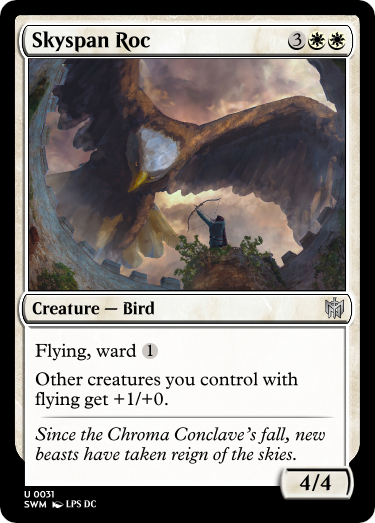 Skyspan Roc 3
Creature — Bird
Flying, ward 1
Other creatures you control with
flying get +1/+0.
Since the Chroma Conclave's fall, new
beasts have taken reign of the skies.
4/4
U 0031
SWM LPS DC